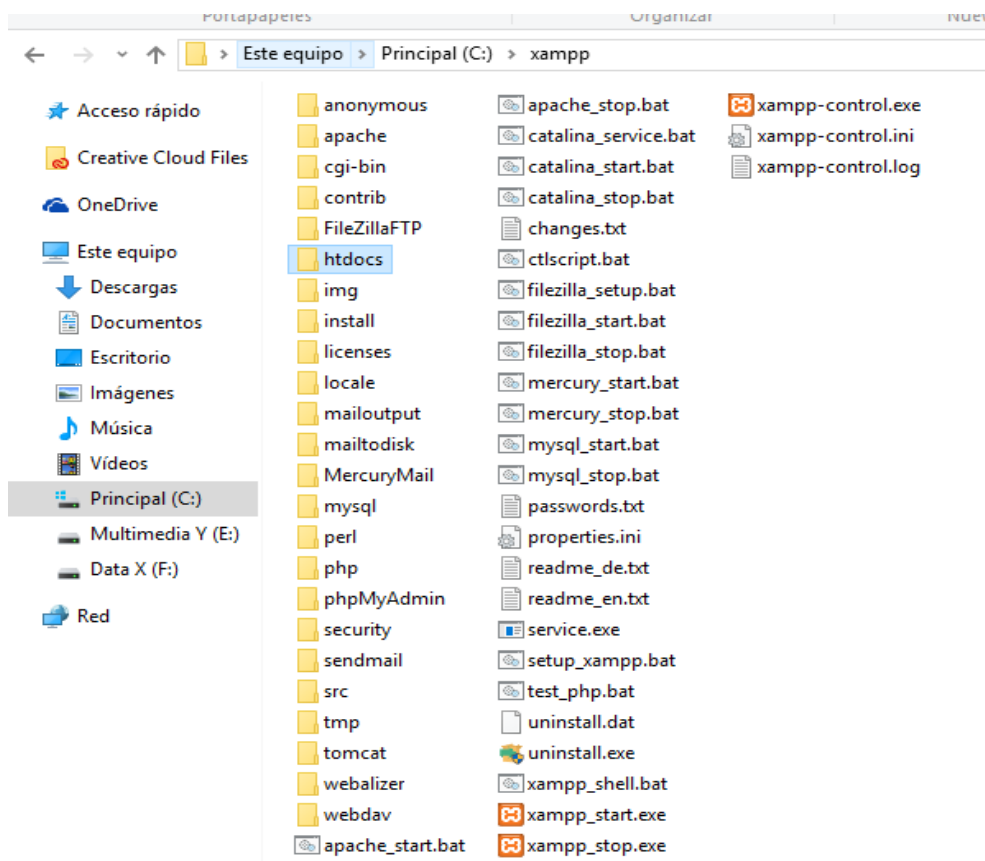 Portapapeles
Organizar
Este equipo > Principal (C:) > xampp
Acceso rápido
Creative Cloud Files
OneDrive
Este equipo
Descargas
Documentos
Escritorio
Imágenes
Música
Vídeos
Principal (C:)
Multimedia Y (E:)
Data X (F:)
Red
anonymous
apache
cgi-bin
contrib
FileZillaFTP
htdocs
img
install
licenses
locale
mailoutput
mailtodisk
MercuryMail
mysql
perl
php
phpMyAdmin
security
sendmail
src
tmp
tomcat
webalizer
webdav
apache_start.bat
apache_stop.bat
catalina_service.bat
catalina_start.bat
catalina_stop.bat
changes.txt
ctlscript.bat
filezilla_setup.bat
filezilla_start.bat
filezilla_stop.bat
mercury_start.bat
mercury_stop.bat
mysql_start.bat
mysql_stop.bat
passwords.txt
properties.ini
readme_de.txt
readme_en.txt
service.exe
setup_xampp.bat
test_php.bat
uninstall.dat
uninstall.exe
xampp_shell.bat
xampp_start.exe
xampp_stop.exe
xampp-control.exe
xampp-control.ini
xampp-control.log